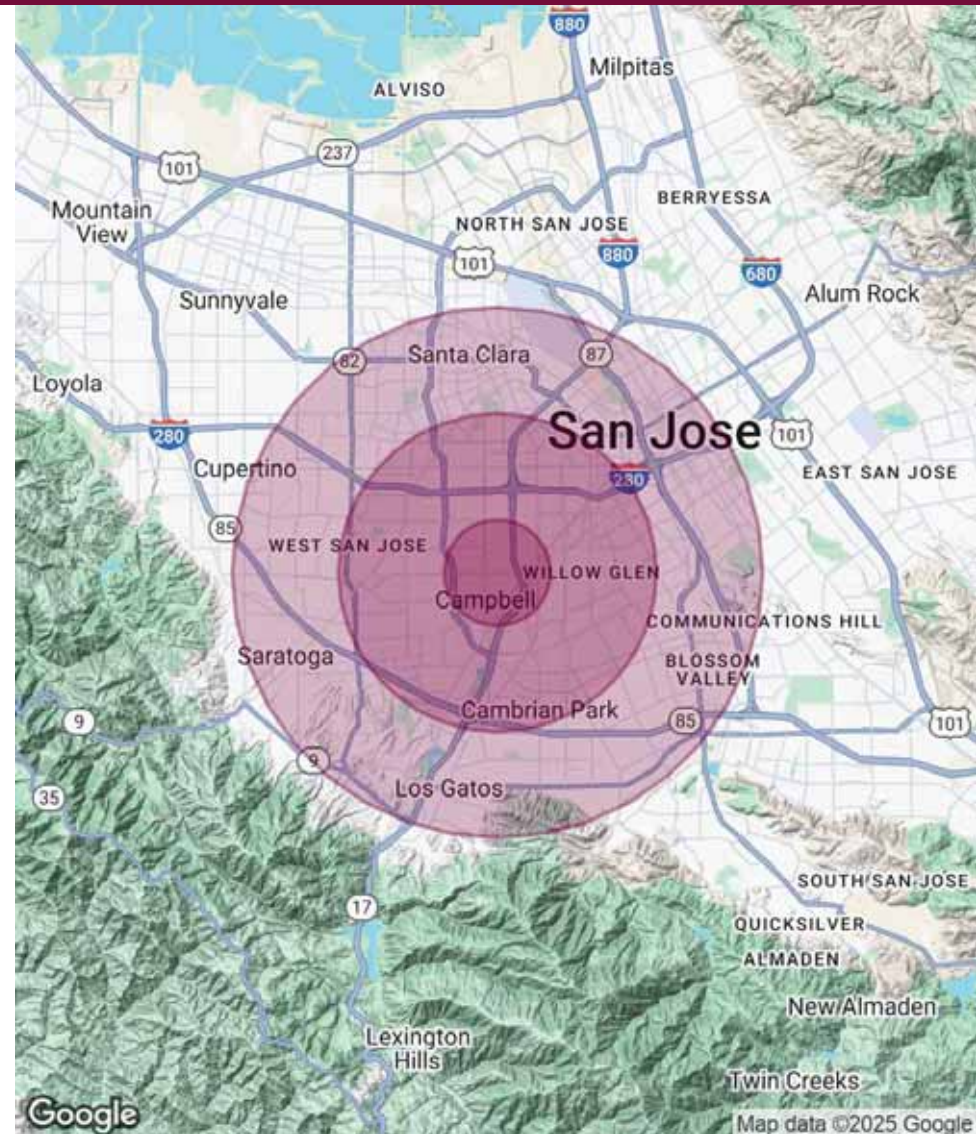 880
Milpitas
ALVISO
237
101
BERRYESSA
Mountain
View
NORTH SAN JOSE
880
101
680
Sunnyvale
Alum Rock
Santa Clara
87
82
Loyola
San Jose
101
280
Cupertino
280
EAST SAN JOSE
85
WEST SAN JOSE
WILLOW GLEN
Campbell
COMMUNICATIONS HILL
Saratoga
BLOSSOM
VALLEY
Cambrian Park
9
85
101
9
Los Gatos
35
SOUTH SAN JOSE
17
QUICKSILVER
ALMADEN
New Almaden
Lexington
Hills
Twin Creeks
Google
Map data ©2025 Google